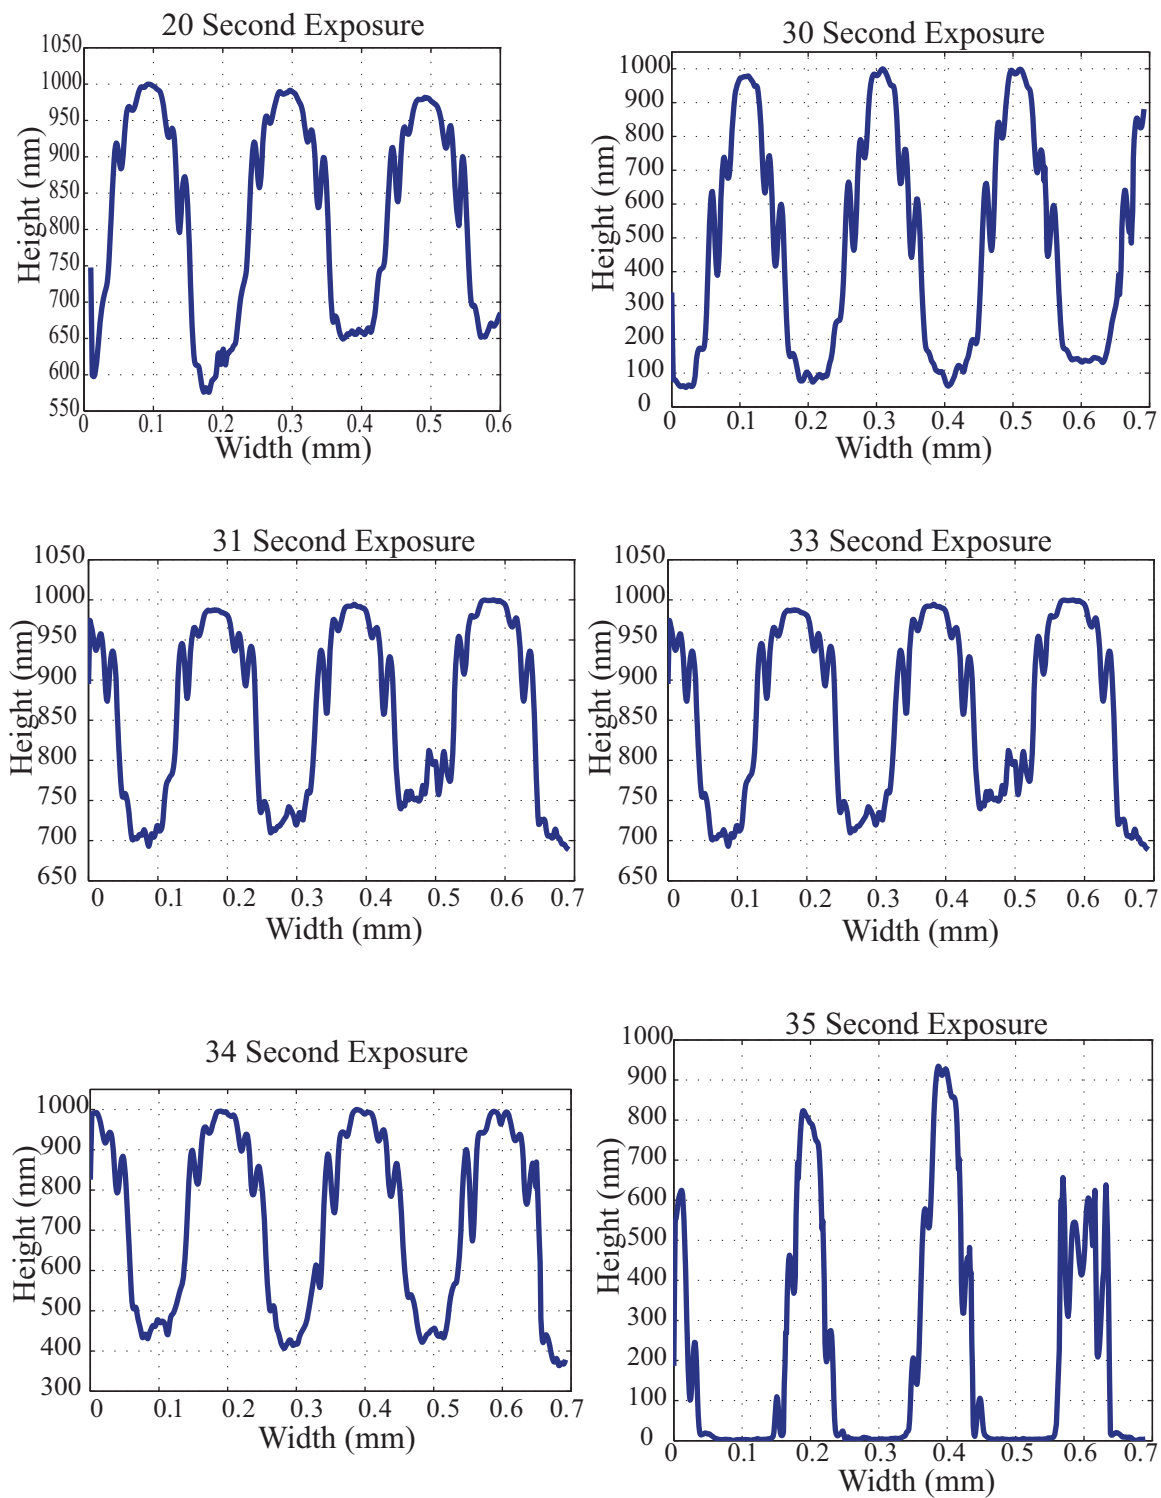 20 Second Exposure
1050
1000
950
900
850
800
750
700
650
600
550
Height (nm)
0 0.1 0.2 0.3 0.4 0.5 0.6
Width (mm)
30 Second Exposure
1000
900
800
700
600
500
400
300
200
100
0
Height (nm)
0 0.1 0.2 0.3 0.4 0.5 0.6 0.7
Width (mm)
31 Second Exposure
1050
1000
950
900
850
800
750
700
650
Height (nm)
0 0.1 0.2 0.3 0.4 0.5 0.6 0.7
Width (mm)
33 Second Exposure
1050
1000
950
900
850
800
750
700
650
Height (nm)
0 0.1 0.2 0.3 0.4 0.5 0.6 0.7
Width (mm)
34 Second Exposure
1000
900
800
700
600
500
400
300
Height (nm)
0 0.1 0.2 0.3 0.4 0.5 0.6 0.7
Width (mm)
35 Second Exposure
1000
900
800
700
600
500
400
300
200
100
0
Height (nm)
0 0.1 0.2 0.3 0.4 0.5 0.6 0.7
Width (mm)